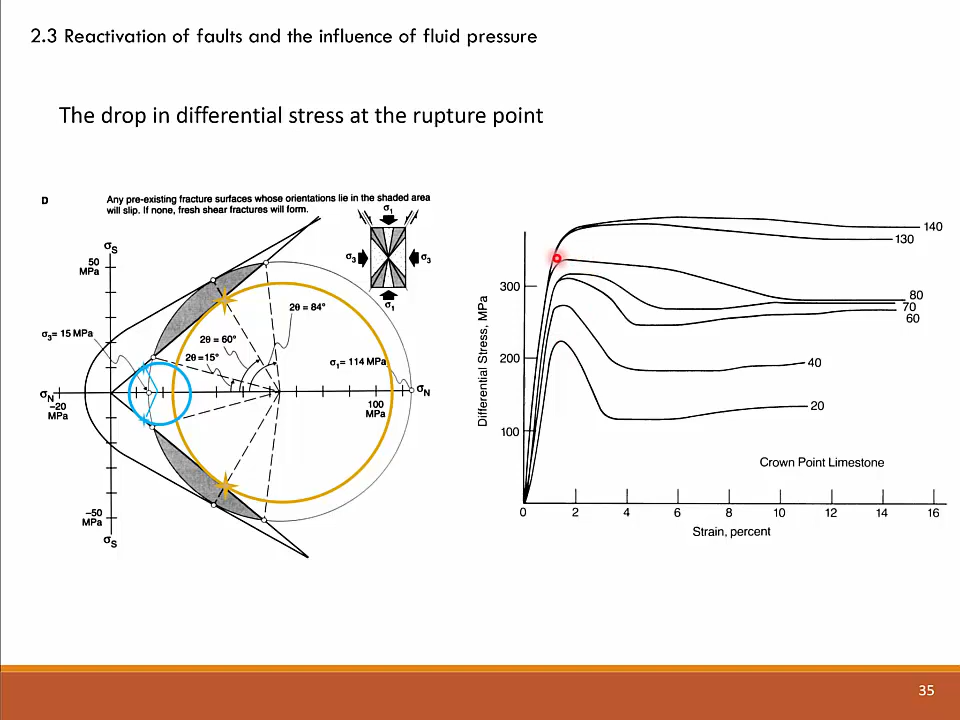 2.3 Reactivation of faults and the influence of fluid pressure
The drop in differential stress at the rupture point
D
Any pre-existing fracture surfaces whose orientations lie in the shaded area
will slip. If none, fresh shear fractures will form.
σ1
σ3
σ3
σ1
σS
50
MPa
σ3= 15 MPa
2θ = 84°
2θ = 60°
2θ =15°
σ1= 114 MPa
σN
–20
MPa
100
MPa
σN
–50
MPa
σS
Differential Stress, MPa
300
200
100
140
130
80
70
60
40
20
Crown Point Limestone
0
2
4
6
8
10
12
14
16
Strain, percent
35